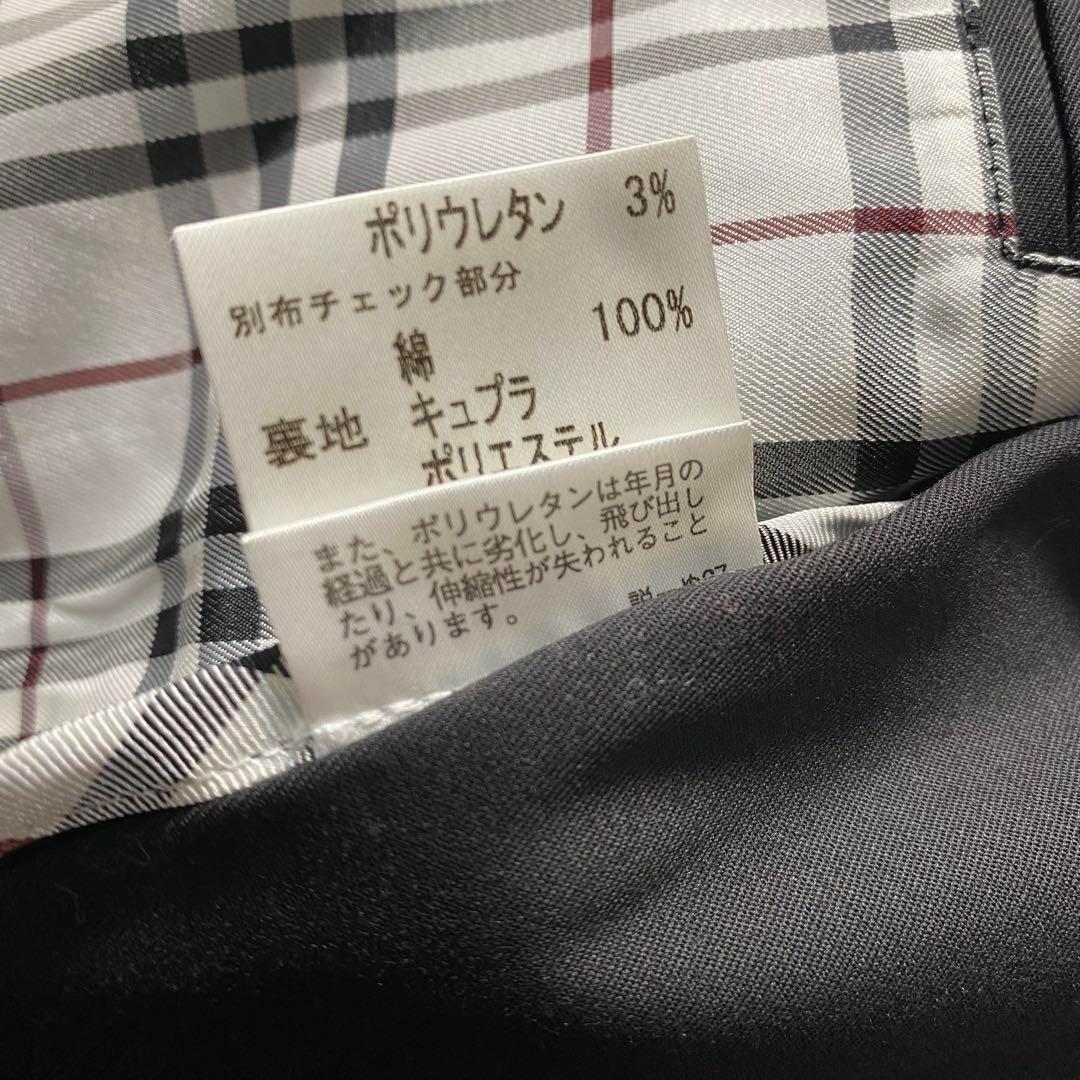 ポリウレタン 3%
別布チェック部分
綿 100%
裏地 キュプラ
ポリエステル
また、ポリウレタンは年月の
経過と共に劣化し、飛び出し
たり、伸縮性が失われること
があります。